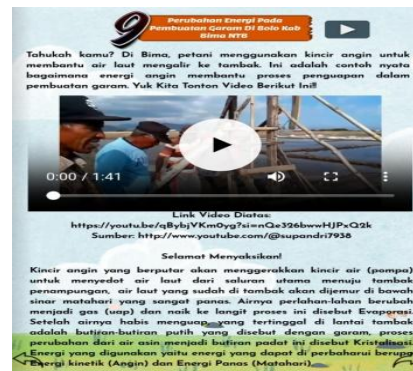 9
Perubahan Energi Pada
Pembuatan Garam Di Bolo Kab
Bima NTB
Tahukah kamu? Di Bima, petani menggunakan kincir angin untuk
membantu air laut mengalir ke tambak. Ini adalah contoh nyata
bagaimana energi angin membantu proses penguapan dalam
pembuatan garam. Yuk Kita Tonton Video Berikut Ini!!
0:00 / 1:41
Link Video Diatas:
https://youtu.be/qBybjVKm0yg?si=nQe326bwwHJPxQ2k
Sumber: http://www.youtube.com/@supandri7938
Selamat Menyaksikan!
Kincir angin yang berputar akan menggerakkan kincir air (pompa)
untuk menyedot air laut dari saluran utama menuju tambak
penampungan, air laut yang sudah di tambak akan dijemur di bawah
sinar matahari yang sangat panas. Airnya perlahan-lahan berubah
menjadi gas (uap) dan naik ke langit proses ini disebut Evaporasi.
Setelah airnya habis menguap, yang tertinggal di lantai tambak
adalah butiran-butiran putih yang disebut dengan garam, proses
perubahan dari air asin menjadi butiran padat ini disebut Kristalisasi.
Energi yang digunakan yaitu energi yang dapat di perbaharui berupa
Energi kinetik (Angin) dan Energi Panas (Matahari).